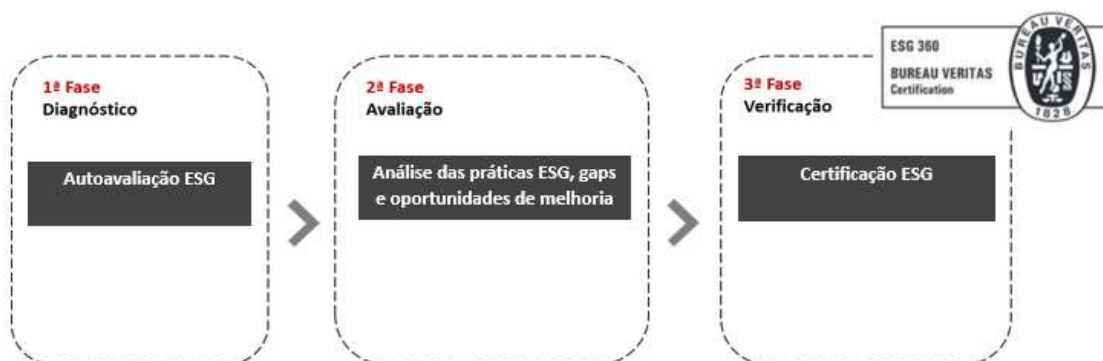 1ª Fase
Diagnóstico
Autoavaliação ESG
2ª Fase
Avaliação
Análise das práticas ESG, gaps
e oportunidades de melhoria
3ª Fase
Verificação
Certificação ESG
ESG 360
BUREAU VERITAS
Certification
BUREAU VERITAS
1828